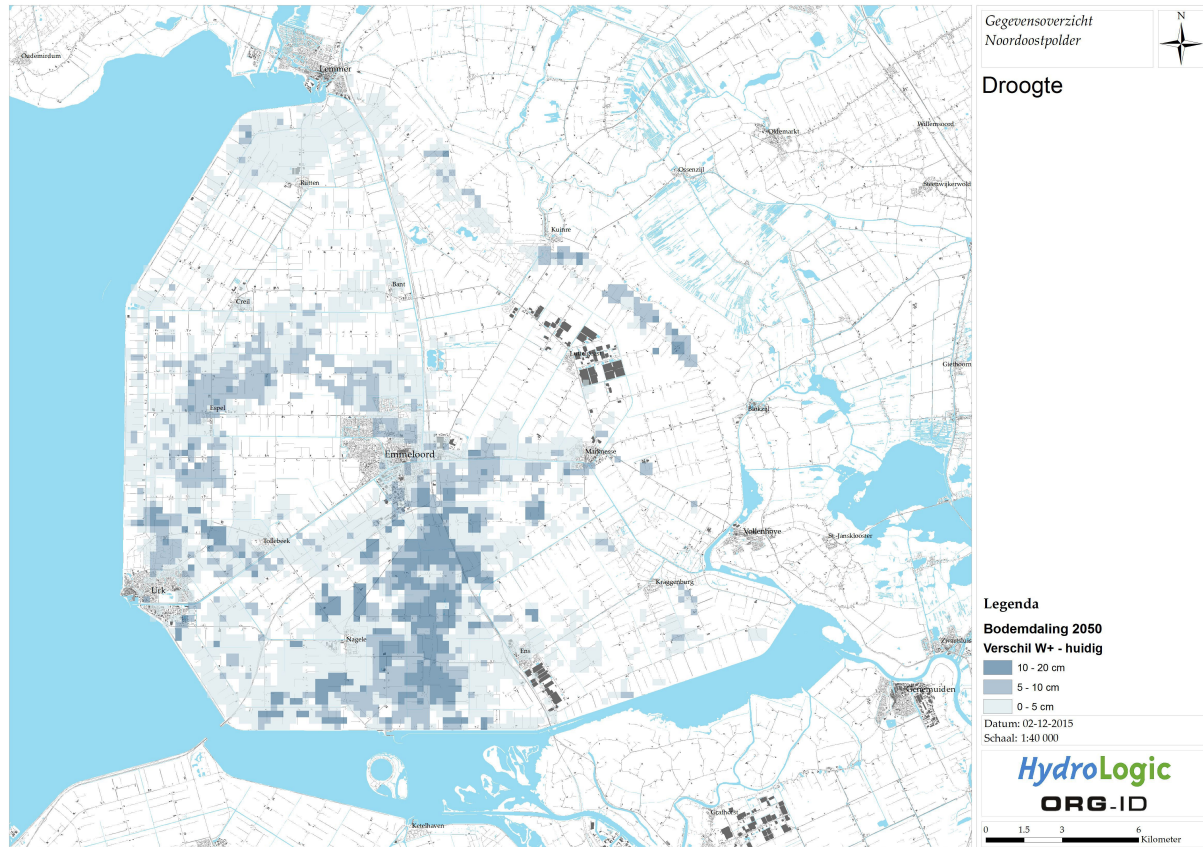 Gegevensoverzicht
Noordoostpolder
N
Droogte
Oudemirdum
Lemmer
Oldemarkt
Willemsoord
Ossenzijl
Steenwijkerwold
Rutten
Kuinre
Bant
Creil
Luttelgeest
Giethoorn
Espel
Blokzijl
Emmeloord
Marknesse
Vollenhove
St. Jansklooster
Tollebeek
Kraggenburg
Urk
Nagele
Ens
Zwartsluis
Genemuiden
Grafhorst
Ketelhaven
Legenda
Bodemdaling 2050
Verschil W+ - huidig
10 - 20 cm
5 - 10 cm
0 - 5 cm
Datum: 02-12-2015
Schaal: 1:40 000
HydroLogic
ORG-ID
0 1.5 3 6
Kilometer